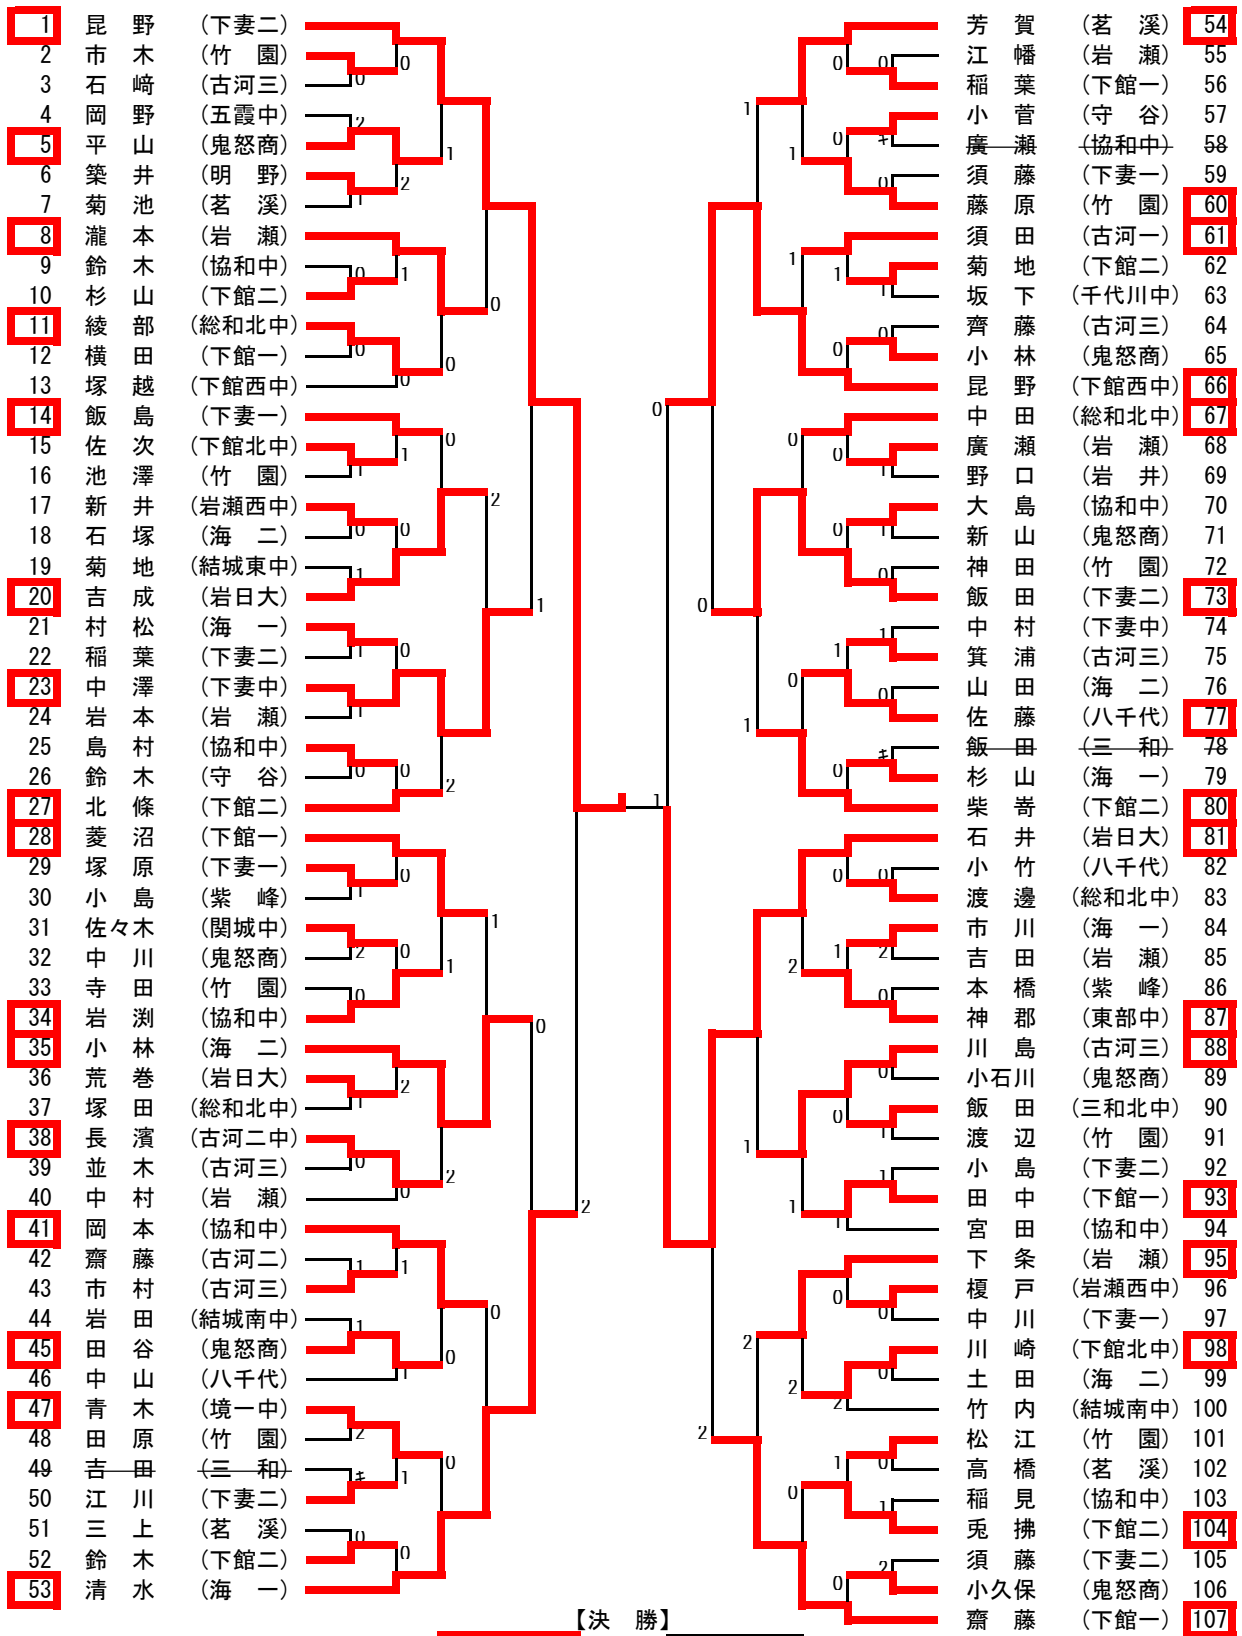 1 昆 野 (下妻二)
2 市 木 (竹 園)
3 石 﨑 (古河三)
4 岡 野 (五霞中)
5 平 山 (鬼怒商)
6 築 井 (明 野)
7 菊 池 (茗 溪)
8 瀧 本 (岩 瀬)
9 鈴 木 (協和中)
10 杉 山 (下館二)
11 綾 部 (総和北中)
12 横 田 (下館一)
13 塚 越 (下館西中)
14 飯 島 (下妻一)
15 佐 次 (下館北中)
16 池 澤 (竹 園)
17 新 井 (岩瀬西中)
18 石 塚 (海 二)
19 菊 地 (結城東中)
20 吉 成 (岩日大)
21 村 松 (海 一)
22 稲 葉 (下妻二)
23 中 澤 (下妻中)
24 岩 本 (岩 瀬)
25 島 村 (協和中)
26 鈴 木 (守 谷)
27 北 條 (下館二)
28 菱 沼 (下館一)
29 塚 原 (下妻一)
30 小 島 (紫 峰)
31 佐々木 (関城中)
32 中 川 (鬼怒商)
33 寺 田 (竹 園)
34 岩 渕 (協和中)
35 小 林 (海 二)
36 荒 巻 (岩日大)
37 塚 田 (総和北中)
38 長 濱 (古河二中)
39 並 木 (古河三)
40 中 村 (岩 瀬)
41 岡 本 (協和中)
42 齋 藤 (古河二)
43 市 村 (古河三)
44 岩 田 (結城南中)
45 田 谷 (鬼怒商)
46 中 山 (八千代)
47 青 木 (境一中)
48 田 原 (竹 園)
49 吉 田 (三 和)
50 江 川 (下妻二)
51 三 上 (茗 溪)
52 鈴 木 (下館二)
53 清 水 (海 一)
芳 賀 (茗 溪) 54
江 幡 (岩 瀬) 55
稲 葉 (下館一) 56
小 菅 (守 谷) 57
廣 瀬 (協和中) 58
須 藤 (下妻一) 59
藤 原 (竹 園) 60
須 田 (古河一) 61
菊 地 (下館二) 62
坂 下 (千代川中) 63
齊 藤 (古河三) 64
小 林 (鬼怒商) 65
昆 野 (下館西中) 66
中 田 (総和北中) 67
廣 瀬 (岩 瀬) 68
野 口 (岩 井) 69
大 島 (協和中) 70
新 山 (鬼怒商) 71
神 田 (竹 園) 72
飯 田 (下妻二) 73
中 村 (下妻中) 74
箕 浦 (古河三) 75
山 田 (海 二) 76
佐 藤 (八千代) 77
飯 田 (三 和) 78
杉 山 (海 一) 79
柴 嵜 (下館二) 80
石 井 (岩日大) 81
小 竹 (八千代) 82
渡 邊 (総和北中) 83
市 川 (海 一) 84
吉 田 (岩 瀬) 85
本 橋 (紫 峰) 86
神 郡 (東部中) 87
川 島 (古河三) 88
小石川 (鬼怒商) 89
飯 田 (三和北中) 90
渡 辺 (竹 園) 91
小 島 (下妻二) 92
田 中 (下館一) 93
宮 田 (協和中) 94
下 条 (岩 瀬) 95
榎 戸 (岩瀬西中) 96
中 川 (下妻一) 97
川 崎 (下館北中) 98
土 田 (海 二) 99
竹 内 (結城南中) 100
松 江 (竹 園) 101
高 橋 (茗 溪) 102
稲 見 (協和中) 103
兎 拂 (下館二) 104
須 藤 (下妻二) 105
小久保 (鬼怒商) 106
齋 藤 (下館一) 107
【決 勝】